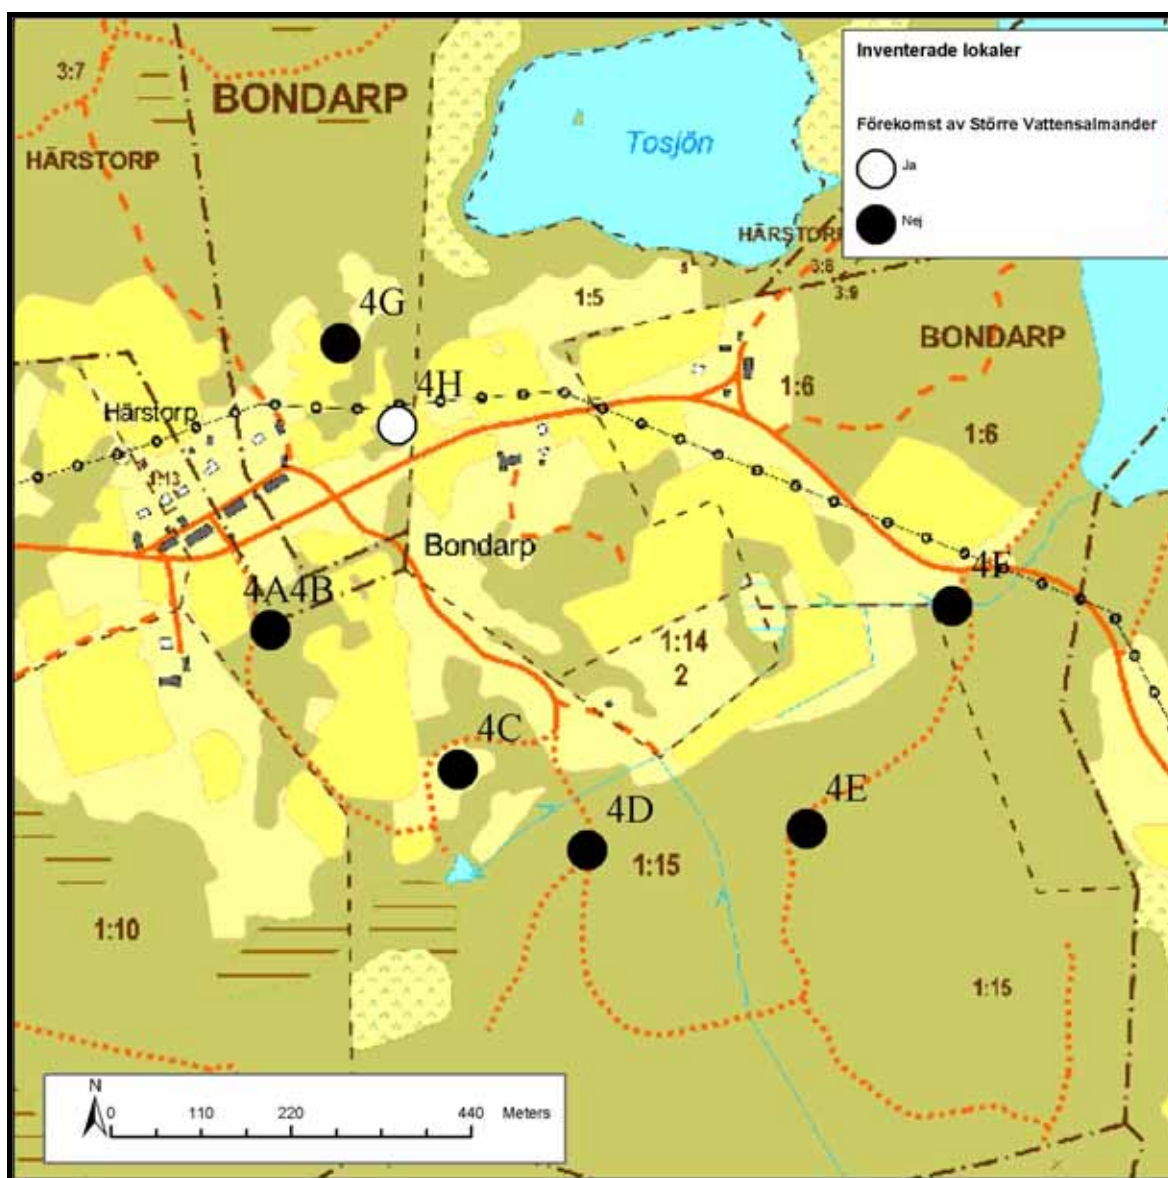 Inventerade lokaler
Förekomst av Större Vattensalmander
Ja
Nej
3:7
BONDARP
HÄRSTORP
Tosjön
HÄRSTORP
3:8
3:9
s
1:5
4G
BONDARP
4H
1:6
Härstorp
1:6
1:13
Bondarp
4F
4A4B
1:14
2
4C
4E
4D
1:15
1:10
1:15
N
0 110 220 440 Meters